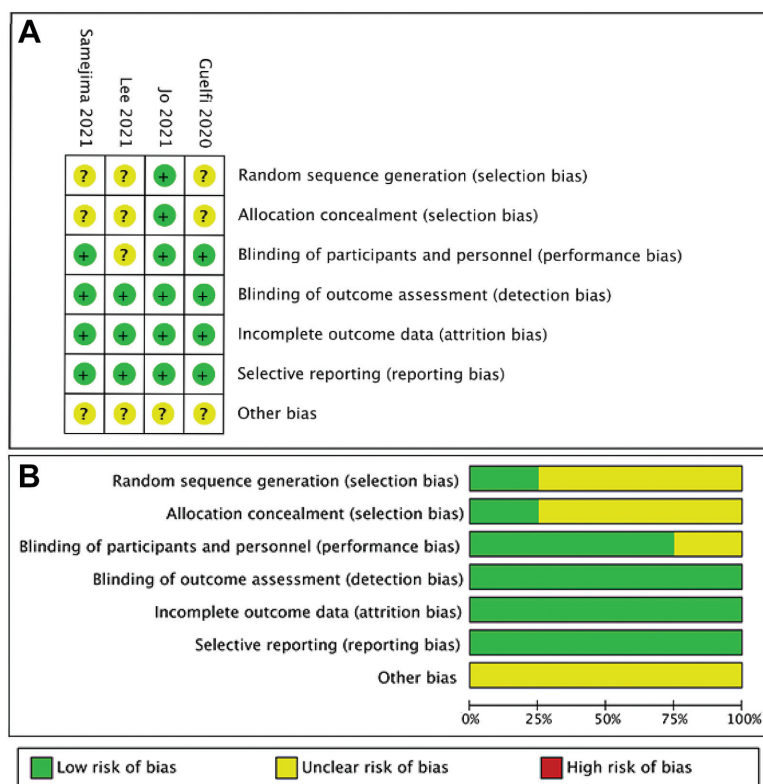 A
Samejima 2021
Lee 2021
Jo 2021
Guelfi 2020
? ? + ? Random sequence generation (selection bias)
? ? + ? Allocation concealment (selection bias)
+ ? + + Blinding of participants and personnel (performance bias)
+ + + + Blinding of outcome assessment (detection bias)
+ + + + Incomplete outcome data (attrition bias)
+ + + + Selective reporting (reporting bias)
? ? ? ? Other bias
B
Random sequence generation (selection bias)
Allocation concealment (selection bias)
Blinding of participants and personnel (performance bias)
Blinding of outcome assessment (detection bias)
Incomplete outcome data (attrition bias)
Selective reporting (reporting bias)
Other bias
0% 25% 50% 75% 100%
Low risk of bias Unclear risk of bias High risk of bias